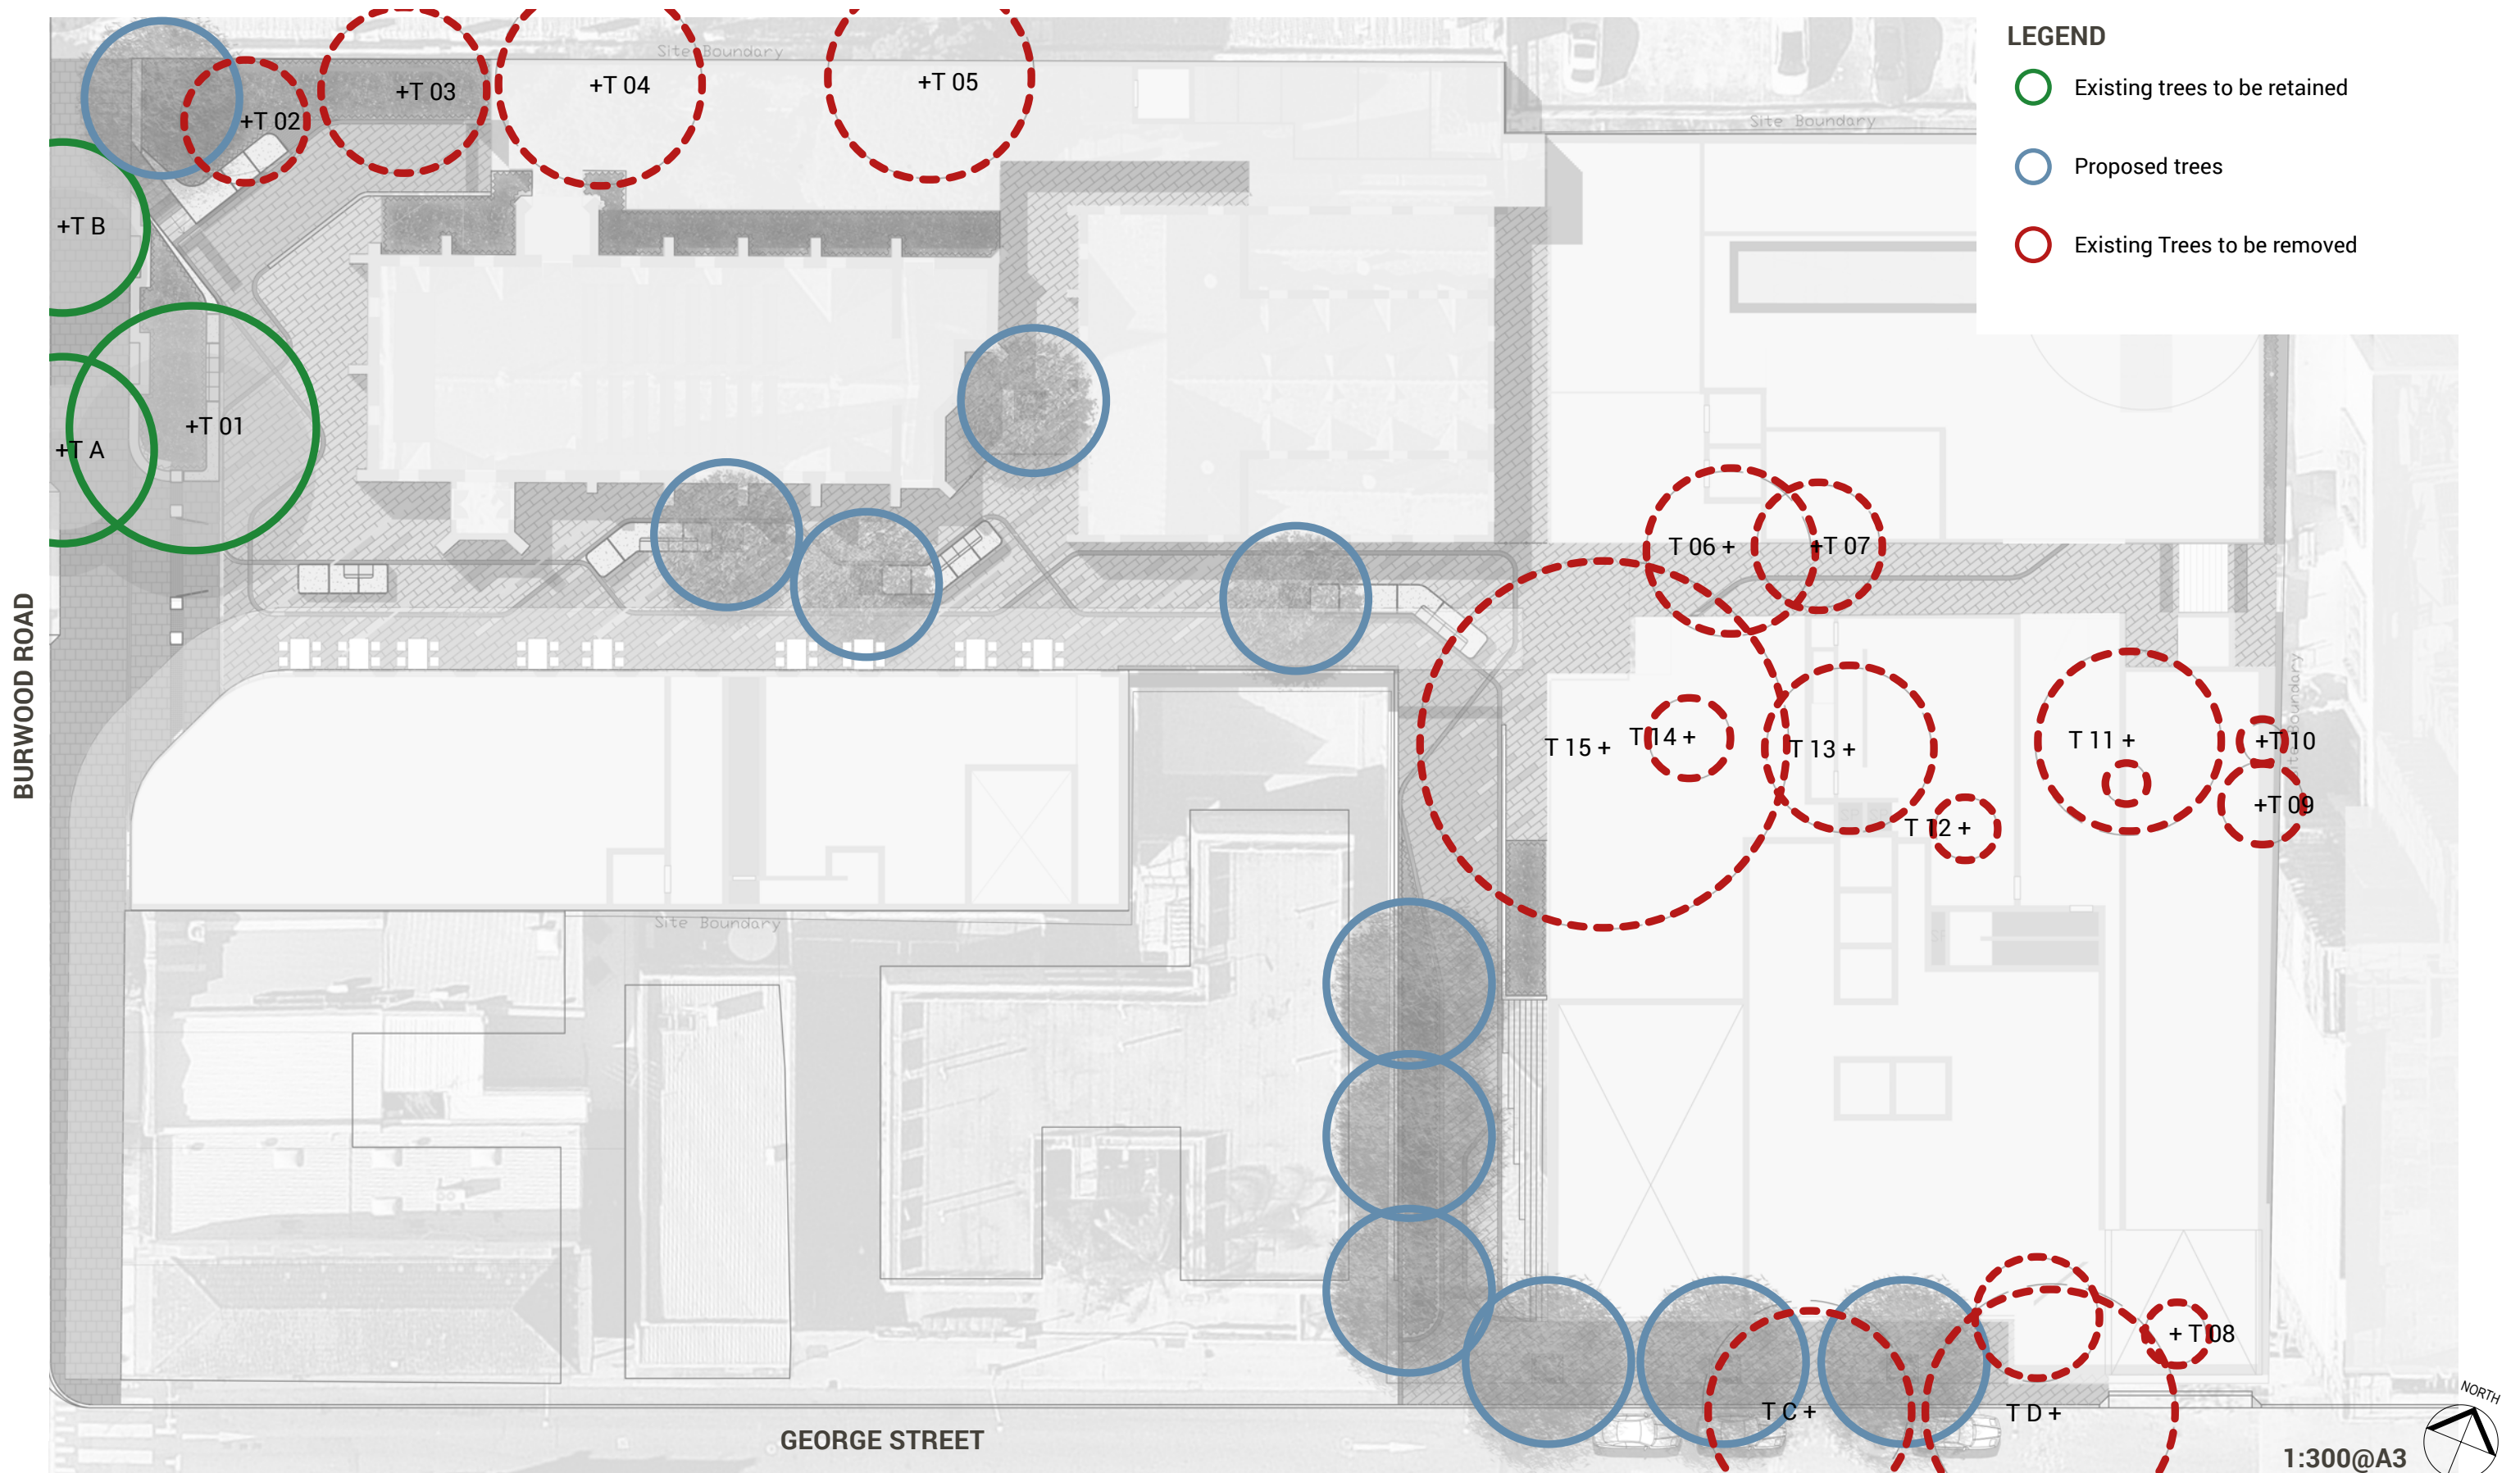 LEGEND
Existing trees to be retained
Proposed trees
Existing Trees to be removed
Site Boundary
Site Boundary
+T 02
+T 03
+T 04
+T 05
+T B
+T 01
+T A
T 06 +
+T 07
BURWOOD ROAD
T 15 +
T 14 +
T 13 +
T 12 +
T 11 +
+T 10
+T 09
Site Boundary
Site Boundary
+ T 08
T C +
T D +
GEORGE STREET
NORTH
1:300@A3